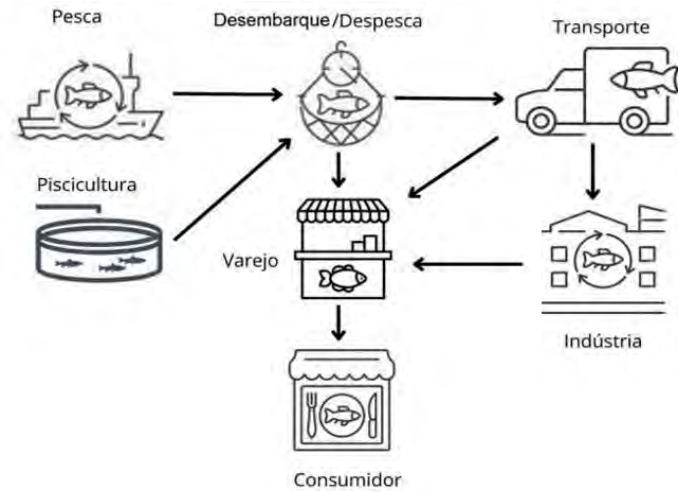 Pesca
Desembarque/Despesca
Transporte
Piscicultura
Varejo
Indústria
Consumidor